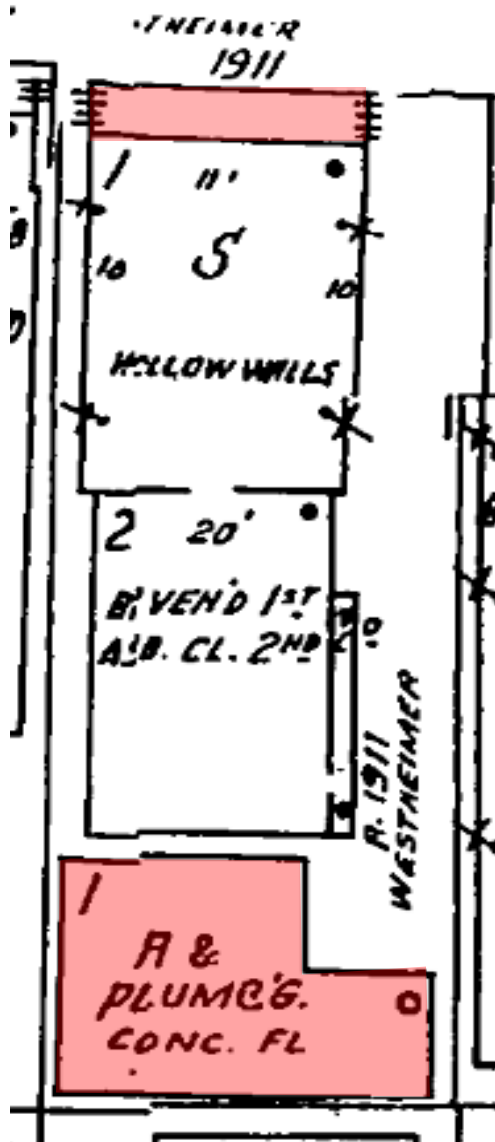 THEIMER
1911
1 11'
S
10 10
HOLLOW WALLS
2 20'
B. VEN'D 1ST
CL. 2ND
R. 1911
WESTHEIMER
1
A &
PLUMB'G.
CONC. FL